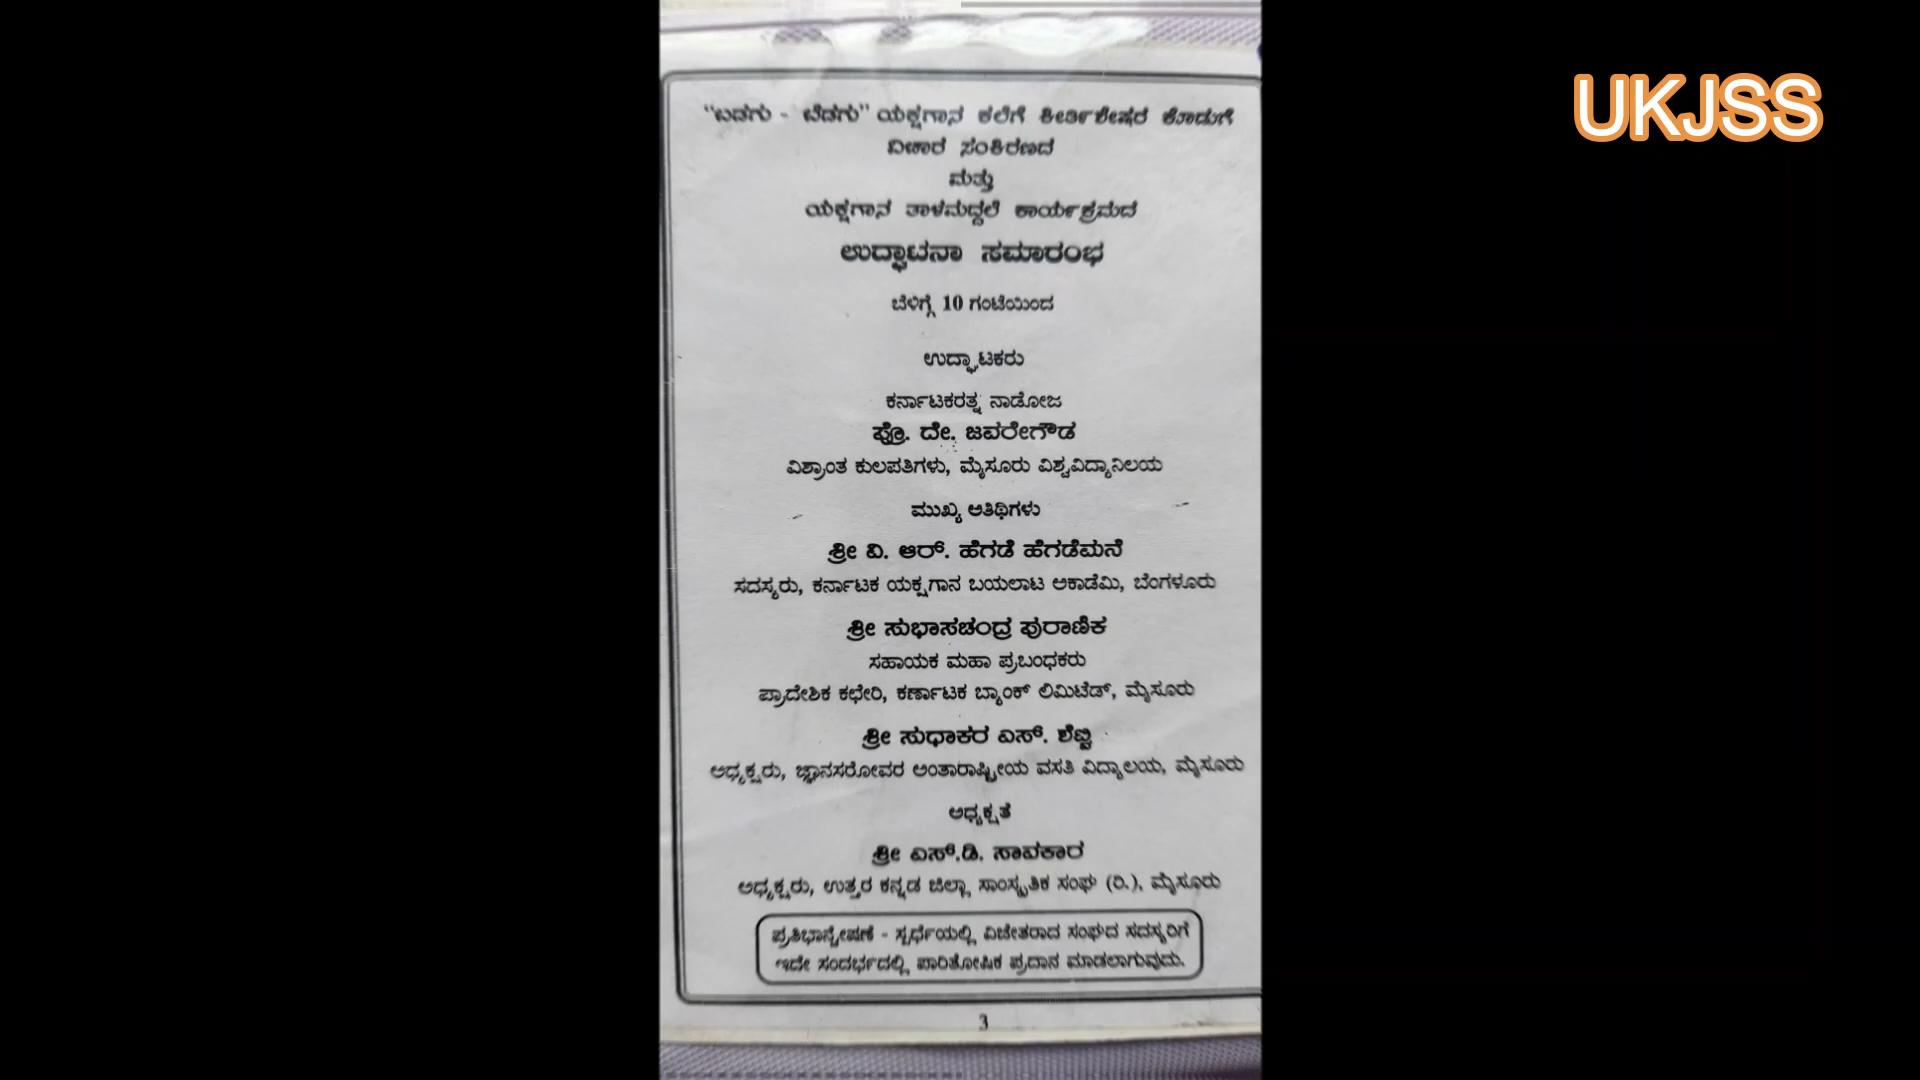 UKJSS
"ಬಡಗು - ಬೆಡಗು" ಯಕ್ಷಗಾನ ಕಲೆಗೆ ಕೀರ್ತಿಶೇಷರ ಕೊಡುಗೆ
ವಿಚಾರ ಸಂಕಿರಣದ
ಮತ್ತು
ಯಕ್ಷಗಾನ ತಾಳಮದ್ದಲೆ ಕಾರ್ಯಕ್ರಮದ
ಉದ್ಘಾಟನಾ ಸಮಾರಂಭ
ಬೆಳಿಗ್ಗೆ 10 ಗಂಟೆಯಿಂದ
ಉದ್ಘಾಟಕರು
ಕರ್ನಾಟಕರತ್ನ ನಾಡೋಜ
ಪ್ರೊ. ದೇ. ಜವರೇಗೌಡ
ವಿಶ್ರಾಂತ ಕುಲಪತಿಗಳು, ಮೈಸೂರು ವಿಶ್ವವಿದ್ಯಾನಿಲಯ
ಮುಖ್ಯ ಅತಿಥಿಗಳು
ಶ್ರೀ ವಿ. ಆರ್. ಹೆಗಡೆ ಹೆಗಡೆಮನೆ
ಸದಸ್ಯರು, ಕರ್ನಾಟಕ ಯಕ್ಷಗಾನ ಬಯಲಾಟ ಅಕಾಡೆಮಿ, ಬೆಂಗಳೂರು
ಶ್ರೀ ಸುಭಾಸಚಂದ್ರ ಪುರಾಣಿಕ
ಸಹಾಯಕ ಮಹಾ ಪ್ರಬಂಧಕರು
ಪ್ರಾದೇಶಿಕ ಕಛೇರಿ, ಕರ್ಣಾಟಕ ಬ್ಯಾಂಕ್ ಲಿಮಿಟೆಡ್, ಮೈಸೂರು
ಶ್ರೀ ಸುಧಾಕರ ಎಸ್. ಶೆಟ್ಟಿ
ಅಧ್ಯಕ್ಷರು, ಜ್ಞಾನಸರೋವರ ಅಂತಾರಾಷ್ಟ್ರೀಯ ವಸತಿ ವಿದ್ಯಾಲಯ, ಮೈಸೂರು
ಅಧ್ಯಕ್ಷತೆ
ಶ್ರೀ ಎಸ್.ಡಿ. ಸಾವಕಾರ
ಅಧ್ಯಕ್ಷರು, ಉತ್ತರ ಕನ್ನಡ ಜಿಲ್ಲಾ ಸಾಂಸ್ಕೃತಿಕ ಸಂಘ (ರಿ.), ಮೈಸೂರು
ಪ್ರತಿಭಾನ್ವೇಷಣೆ - ಸ್ಪರ್ಧೆಯಲ್ಲಿ ವಿಜೇತರಾದ ಸಂಘದ ಸದಸ್ಯರಿಗೆ
ಇದೇ ಸಂದರ್ಭದಲ್ಲಿ ಪಾರಿತೋಷಿಕ ಪ್ರದಾನ ಮಾಡಲಾಗುವುದು.
3